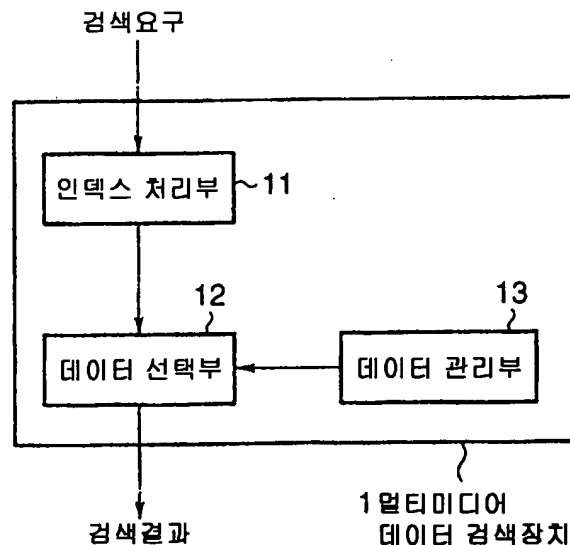 검색요구
인덱스 처리부
11
12
13
데이터 선택부
데이터 관리부
1 멀티미디어
데이터 검색장치
검색결과